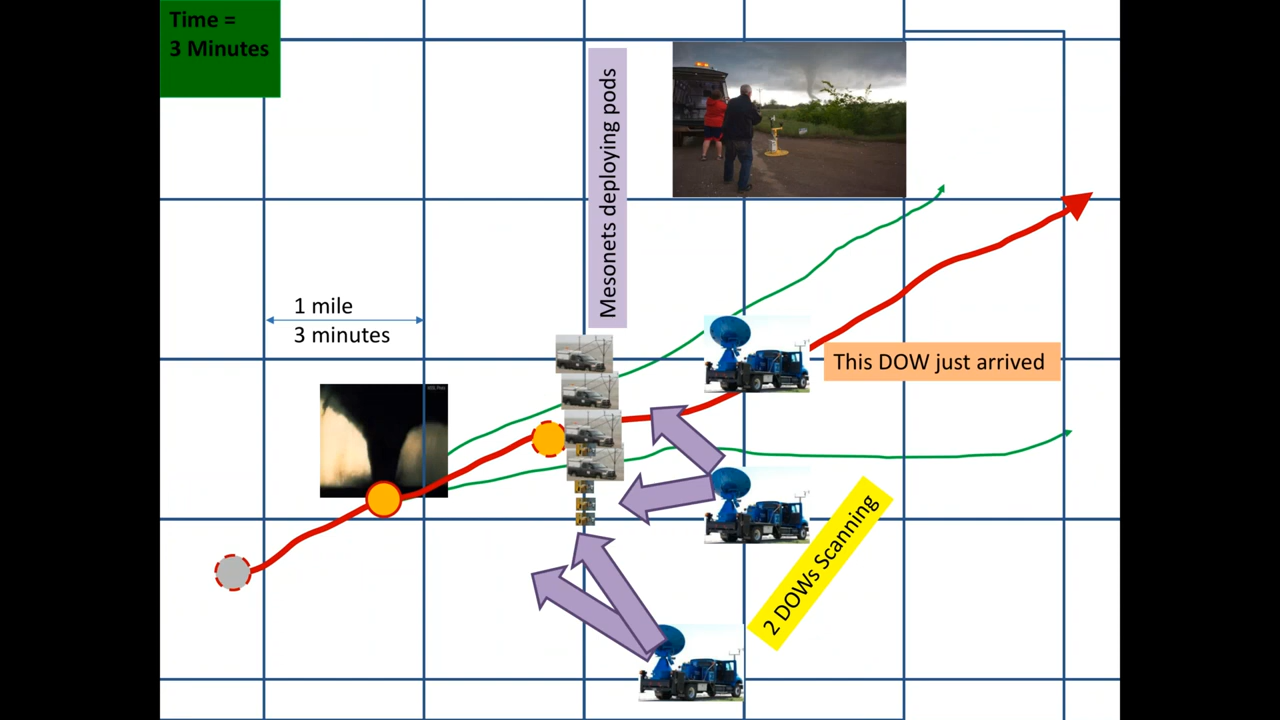 Time =
3 Minutes
Mesonets deploying pods
1 mile
3 minutes
This DOW just arrived
2 DOWs Scanning